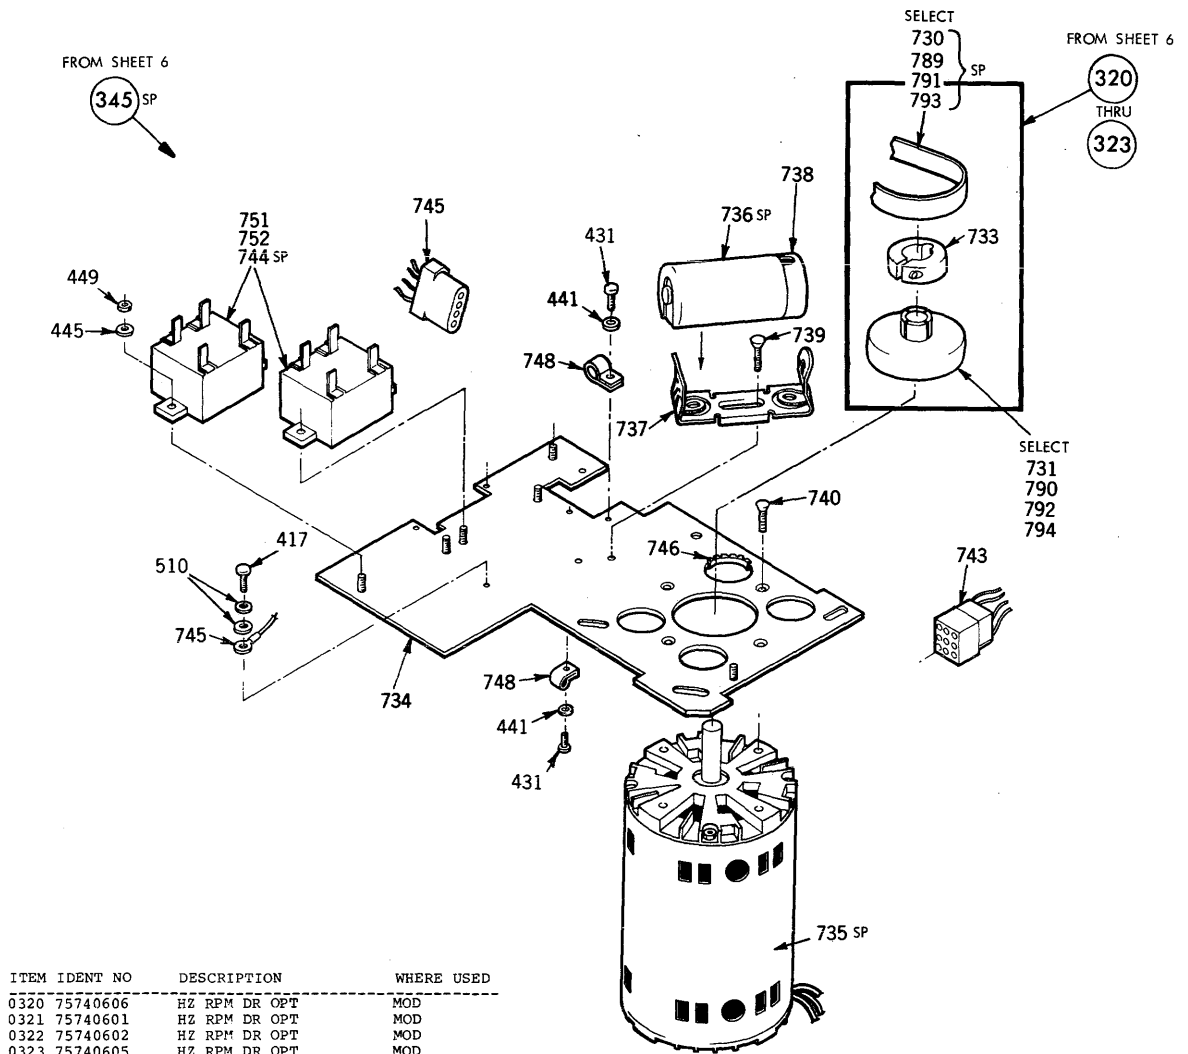 SELECT
730
789
791
793
SP
FROM SHEET 6
320
THRU
323
FROM SHEET 6
345 SP
738
745
736 SP
751
752
744 SP
431
733
449
441
445
739
748
737
SELECT
731
790
792
794
740
417
746
743
510
745
748
734
441
431
735 SP
ITEM IDENT NO DESCRIPTION WHERE USED
0320 75740606 HZ RPM DR OPT MOD
0321 75740601 HZ RPM DR OPT MOD
0322 75740602 HZ RPM DR OPT MOD
0323 75740605 HZ RPM DR OPT MOD